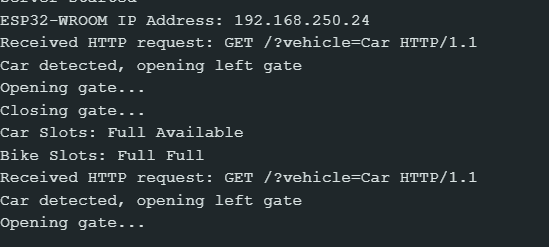 Server Started
ESP32-WROOM IP Address: 192.168.250.24
Received HTTP request: GET /?vehicle=Car HTTP/1.1
Car detected, opening left gate
Opening gate...
Closing gate...
Car Slots: Full Available
Bike Slots: Full Full
Received HTTP request: GET /?vehicle=Car HTTP/1.1
Car detected, opening left gate
Opening gate...